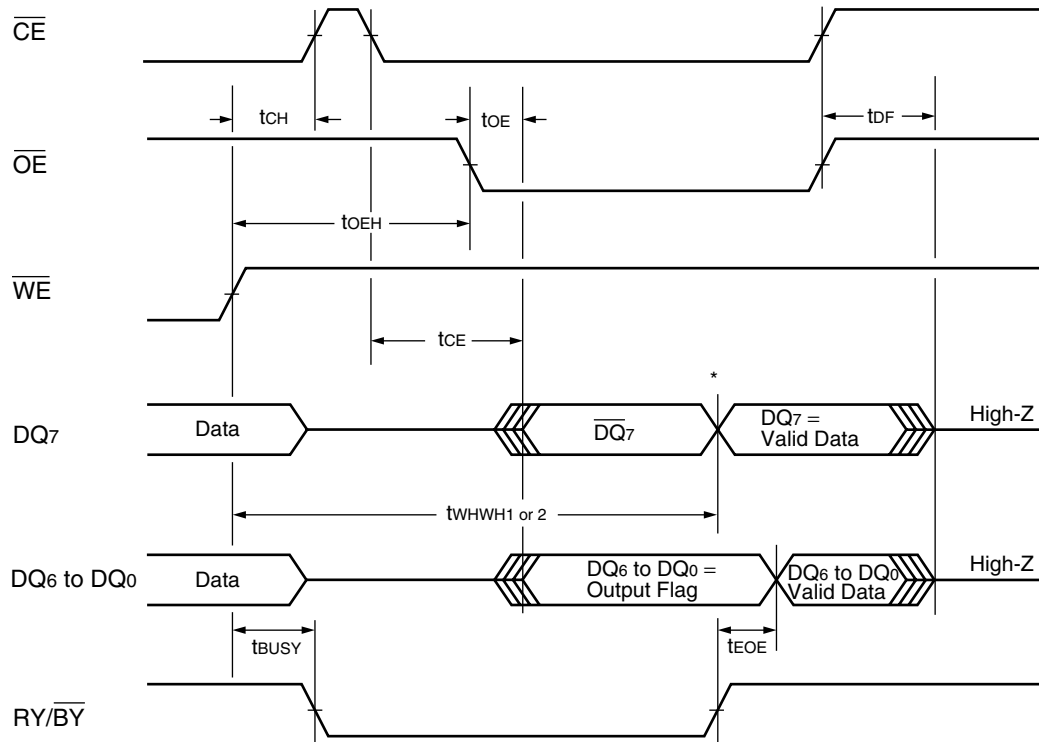 CE
tCH
tOE
tDF
OE
tOEH
WE
tCE
*
DQ7
Data
DQ7
DQ7 =
Valid Data
High-Z
tWHWH1 or 2
DQ6 to DQ0
Data
DQ6 to DQ0 =
Output Flag
DQ6 to DQ0
Valid Data
High-Z
tBUSY
tEOE
RY/BY